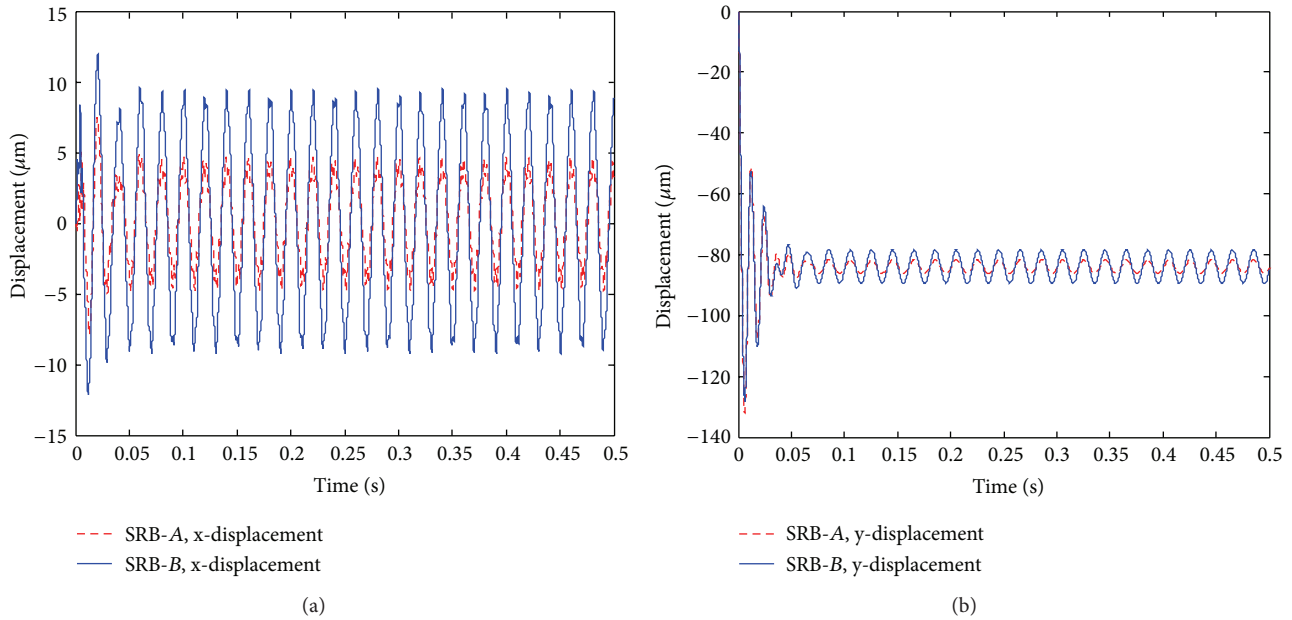 15
10
5
0
−5
−10
−15
Displacement (μm)
0 0.05 0.1 0.15 0.2 0.25 0.3 0.35 0.4 0.45 0.5
Time (s)
SRB-A, x-displacement
SRB-B, x-displacement
(a)
0
−20
−40
−60
−80
−100
−120
−140
Displacement (μm)
0 0.05 0.1 0.15 0.2 0.25 0.3 0.35 0.4 0.45 0.5
Time (s)
SRB-A, y-displacement
SRB-B, y-displacement
(b)